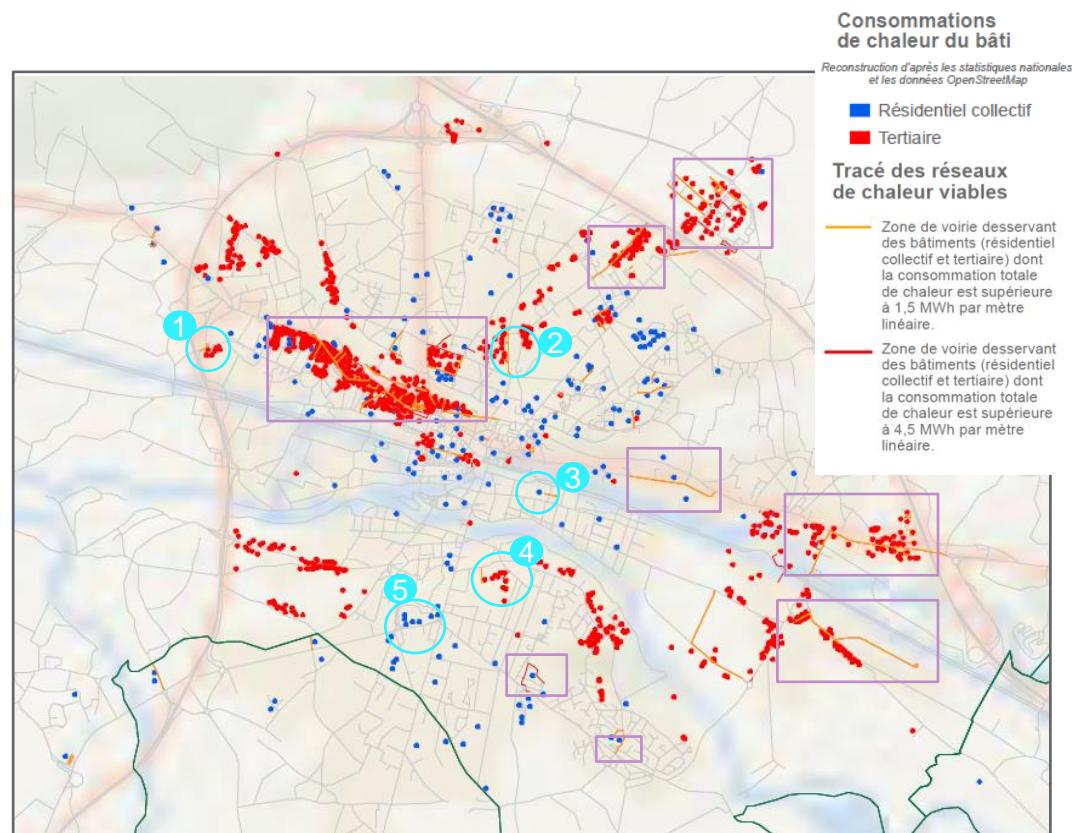 Consommations
de chaleur du bâti
Reconstruction d'après les statistiques nationales
et les données OpenStreetMap
Résidentiel collectif
Tertiaire
Tracé des réseaux
de chaleur viables
Zone de voirie desservant
des bâtiments (résidentiel
collectif et tertiaire) dont
la consommation totale
de chaleur est supérieure
à 1,5 MWh par mètre
linéaire.
Zone de voirie desservant
des bâtiments (résidentiel
collectif et tertiaire) dont
la consommation totale
de chaleur est supérieure
à 4,5 MWh par mètre
linéaire.
1
2
3
4
5